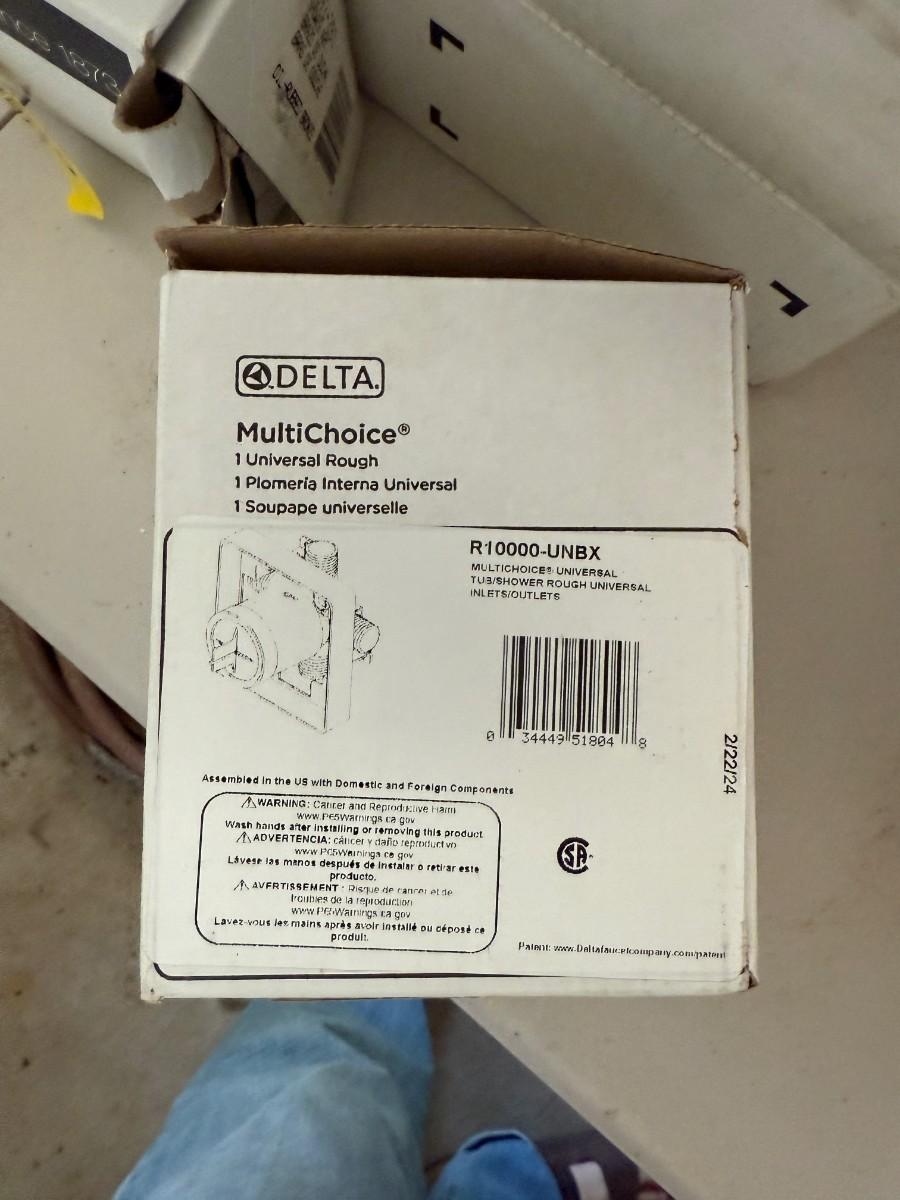 1873
DELTA.
MultiChoice®
1 Universal Rough
1 Plomería Interna Universal
1 Soupape universelle
R10000-UNBX
MULTICHOICE® UNIVERSAL
TUB/SHOWER ROUGH UNIVERSAL
INLETS/OUTLETS
0 34449 51804 8
2/22/24
Assembled in the US with Domestic and Foreign Components
WARNING: Cancer and Reproductive Harm
www.P65Warnings.ca.gov
Wash hands after installing or removing this product.
ADVERTENCIA: cáncer y daño reproductivo
www.P65Warnings.ca.gov
Lávese las manos después de instalar o retirar este
producto.
AVERTISSEMENT : Risque de cancer et de
troubles de la reproduction
www.P65Warnings.ca.gov
Lavez-vous les mains après avoir installé ou déposé ce
produit.
SA
Patent: www.Deltafaucetcompany.com/patent